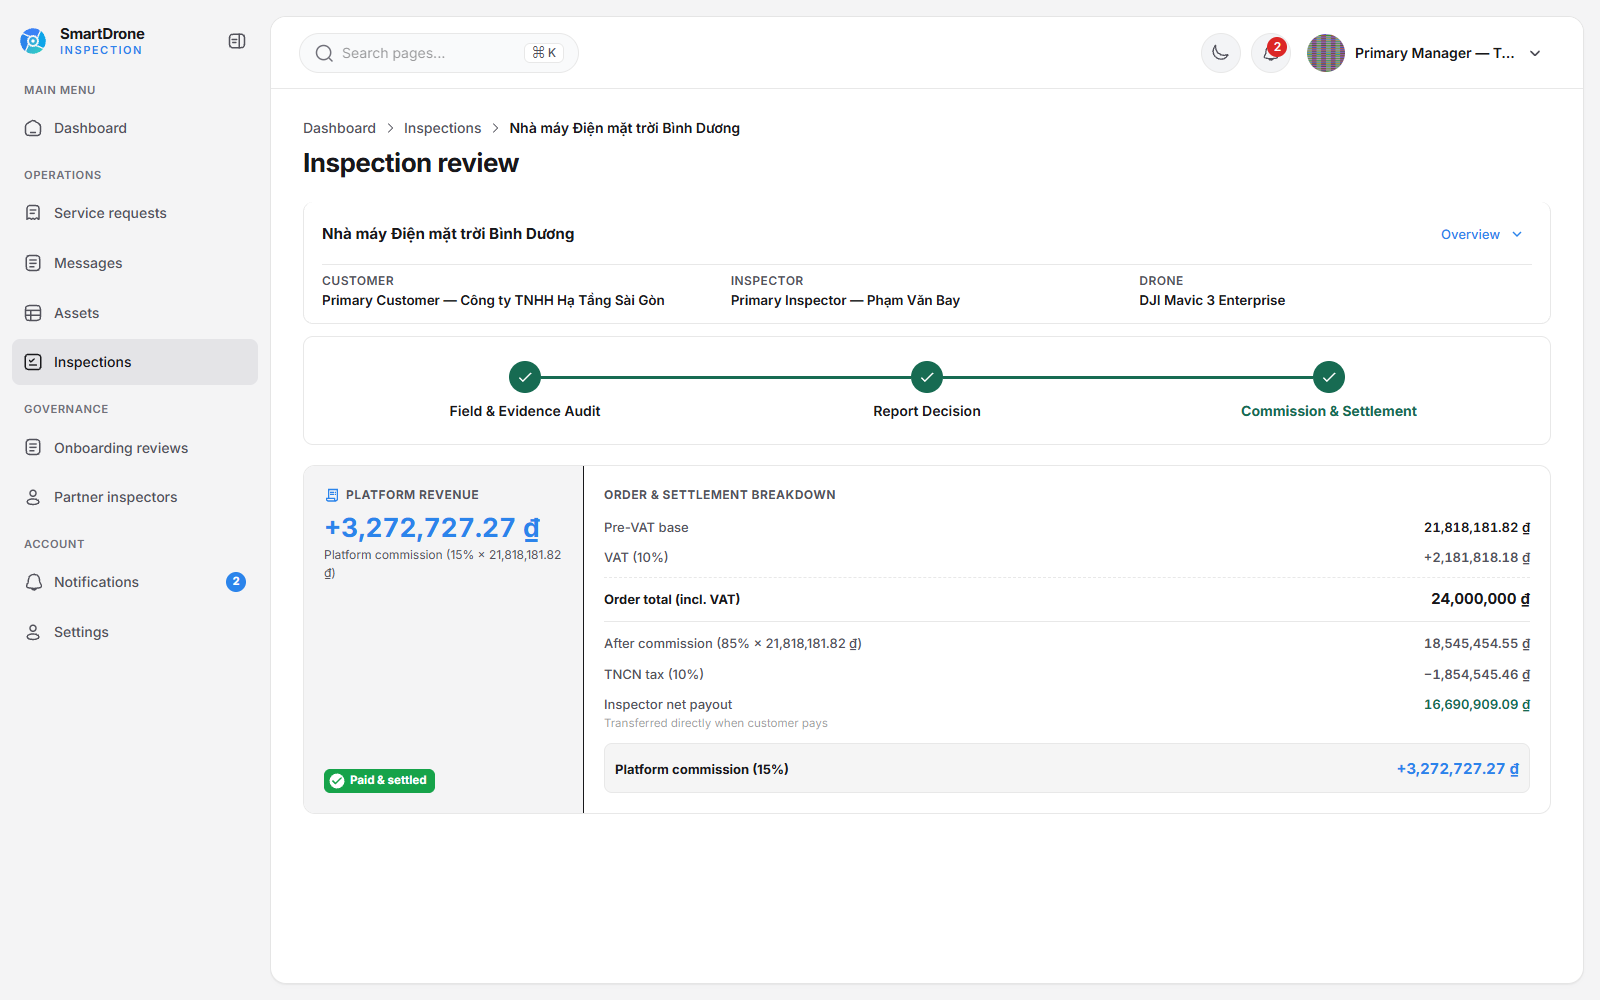 SmartDrone
INSPECTION
MAIN MENU
Dashboard
OPERATIONS
Service requests
Messages
Assets
Inspections
GOVERNANCE
Onboarding reviews
Partner inspectors
ACCOUNT
Notifications
2
Settings
Search pages...
⌘ K
2
Primary Manager — T...
Dashboard > Inspections > Nhà máy Điện mặt trời Bình Dương
Inspection review
Nhà máy Điện mặt trời Bình Dương
Overview
CUSTOMER
Primary Customer — Công ty TNHH Hạ Tầng Sài Gòn
INSPECTOR
Primary Inspector — Phạm Văn Bay
DRONE
DJI Mavic 3 Enterprise
Field & Evidence Audit
Report Decision
Commission & Settlement
PLATFORM REVENUE
+3,272,727.27 ₫
Platform commission (15% × 21,818,181.82
₫)
Paid & settled
ORDER & SETTLEMENT BREAKDOWN
Pre-VAT base 21,818,181.82 ₫
VAT (10%) +2,181,818.18 ₫
Order total (incl. VAT) 24,000,000 ₫
After commission (85% × 21,818,181.82 ₫) 18,545,454.55 ₫
TNCN tax (10%) −1,854,545.46 ₫
Inspector net payout 16,690,909.09 ₫
Transferred directly when customer pays
Platform commission (15%) +3,272,727.27 ₫